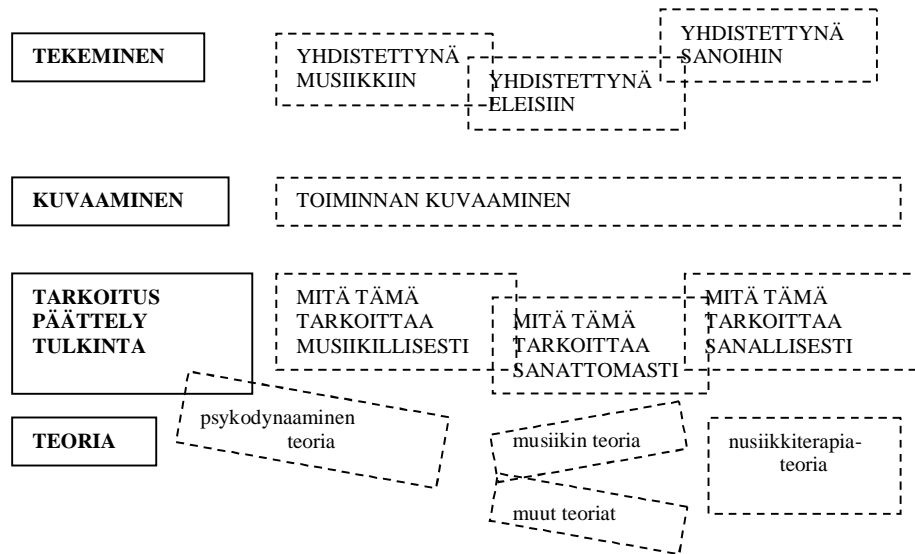 TEKEMINEN
YHDISTETTYNÄ
MUSIIKKIIN
YHDISTETTYNÄ
ELEISIIN
YHDISTETTYNÄ
SANOIHIN
KUVAAMINEN
TOIMINNAN KUVAAMINEN
TARKOITUS
PÄÄTTELY
TULKINTA
MITÄ TÄMÄ
TARKOITTAA
MUSIIKILLISESTI
MITÄ TÄMÄ
TARKOITTAA
SANATTOMASTI
MITÄ TÄMÄ
TARKOITTAA
SANALLISESTI
TEORIA
psykodynaaminen
teoria
musiikin teoria
muut teoriat
nusiikkiterapia-
teoria